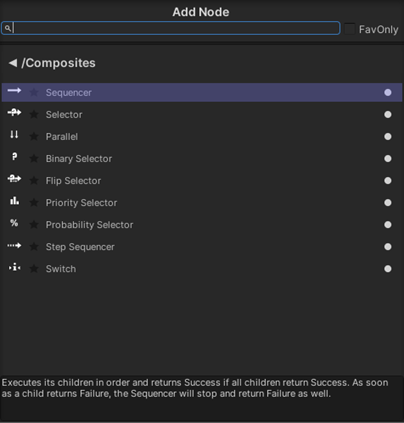 Add Node
FavOnly
◀ /Composites
Sequencer
Selector
Parallel
Binary Selector
Flip Selector
Priority Selector
% Probability Selector
Step Sequencer
Switch
Executes its children in order and returns Success if all children return Success. As soon
as a child returns Failure, the Sequencer will stop and return Failure as well.